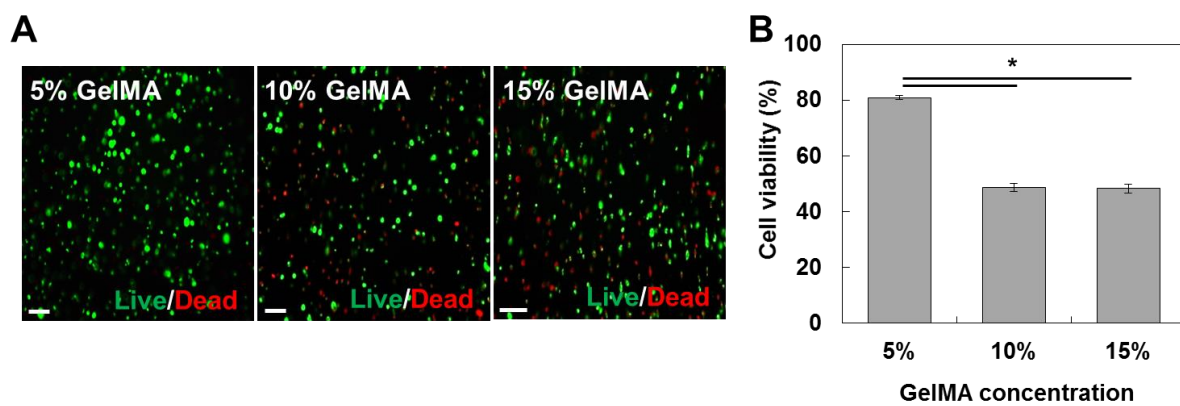 A
5% GelMA
10% GelMA
15% GelMA
Live/Dead
Live/Dead
Live/Dead
B
100
80
60
40
20
0
*
Cell viability (%)
5%
10%
15%
GelMA concentration